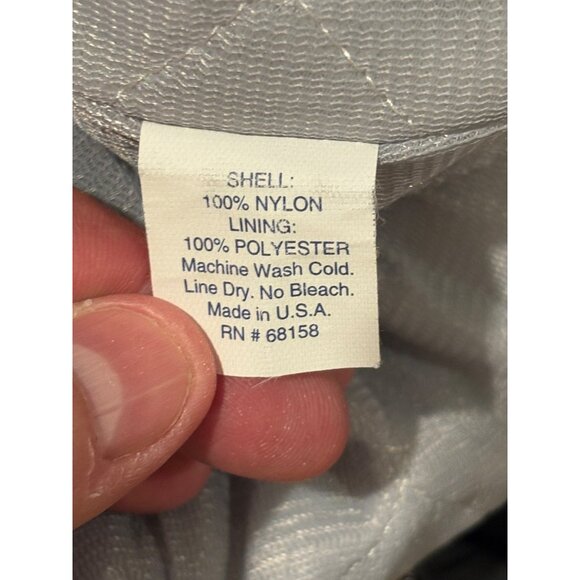 SHELL:
100% NYLON
LINING:
100% POLYESTER
Machine Wash Cold.
Line Dry. No Bleach.
Made in U.S.A.
RN # 68158